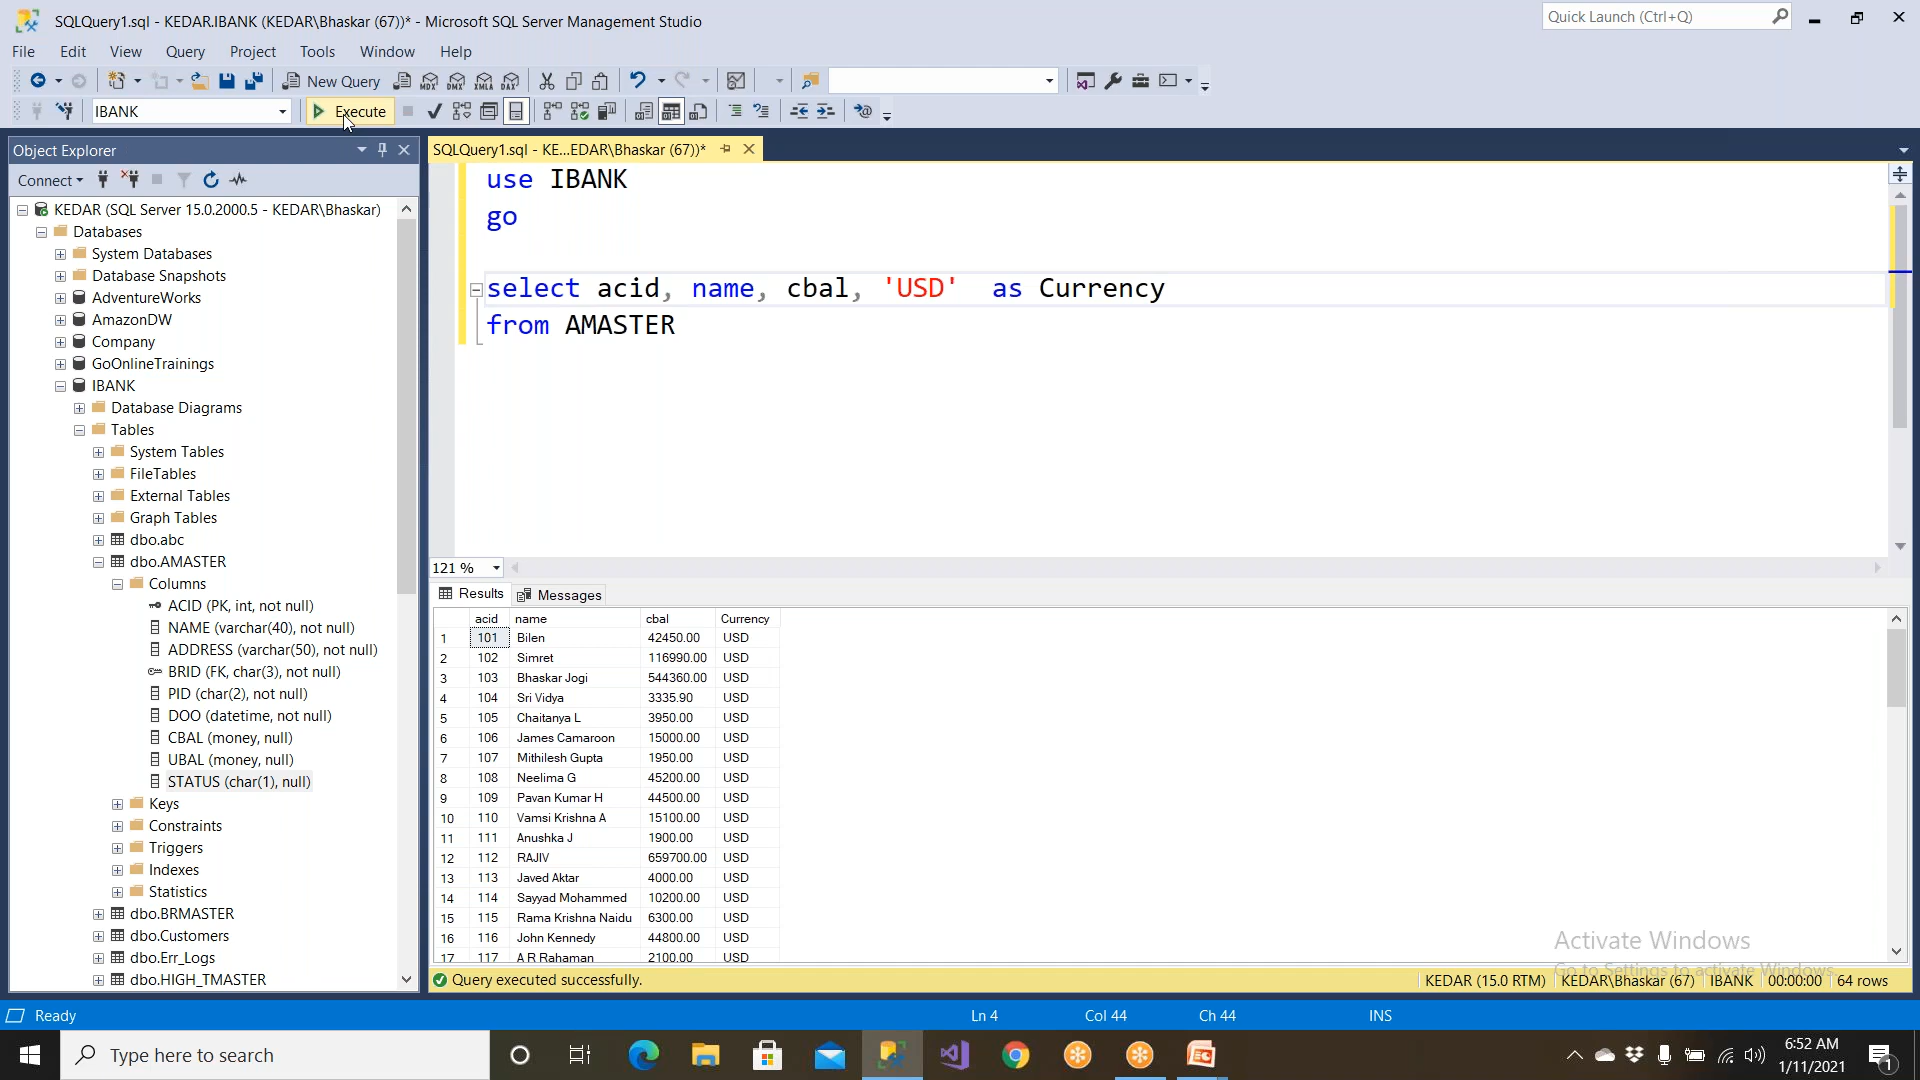 SQLQuery1.sql - KEDAR.IBANK (KEDAR\Bhaskar (67))* - Microsoft SQL Server Management Studio
Quick Launch (Ctrl+Q)
File Edit View Query Project Tools Window Help
New Query
IBANK
Execute
Object Explorer
SQLQuery1.sql - KE...EDAR\Bhaskar (67))*
Connect
KEDAR (SQL Server 15.0.2000.5 - KEDAR\Bhaskar)
Databases
System Databases
Database Snapshots
AdventureWorks
AmazonDW
Company
GoOnlineTrainings
IBANK
Database Diagrams
Tables
System Tables
FileTables
External Tables
Graph Tables
dbo.abc
dbo.AMASTER
Columns
ACID (PK, int, not null)
NAME (varchar(40), not null)
ADDRESS (varchar(50), not null)
BRID (FK, char(3), not null)
PID (char(2), not null)
DOO (datetime, not null)
CBAL (money, null)
UBAL (money, null)
STATUS (char(1), null)
Keys
Constraints
Triggers
Indexes
Statistics
dbo.BRMASTER
dbo.Customers
dbo.Err_Logs
dbo.HIGH_TMASTER
use IBANK
go
select acid, name, cbal, 'USD'  as Currency
from AMASTER
121 %
Results Messages
acid name cbal Currency
1 101 Bilen 42450.00 USD
2 102 Simret 116990.00 USD
3 103 Bhaskar Jogi 544360.00 USD
4 104 Sri Vidya 3335.90 USD
5 105 Chaitanya L 3950.00 USD
6 106 James Camaroon 15000.00 USD
7 107 Mithilesh Gupta 1950.00 USD
8 108 Neelima G 45200.00 USD
9 109 Pavan Kumar H 44500.00 USD
10 110 Vamsi Krishna A 15100.00 USD
11 111 Anushka J 1900.00 USD
12 112 RAJIV 659700.00 USD
13 113 Javed Aktar 4000.00 USD
14 114 Sayyad Mohammed 10200.00 USD
15 115 Rama Krishna Naidu 6300.00 USD
16 116 John Kennedy 44800.00 USD
17 117 A R Rahaman 2100.00 USD
Activate Windows
Go to Settings to activate Windows.
Query executed successfully.
KEDAR (15.0 RTM) KEDAR\Bhaskar (67) IBANK 00:00:00 64 rows
Ready
Ln 4 Col 44 Ch 44 INS
Type here to search
6:52 AM
1/11/2021
1